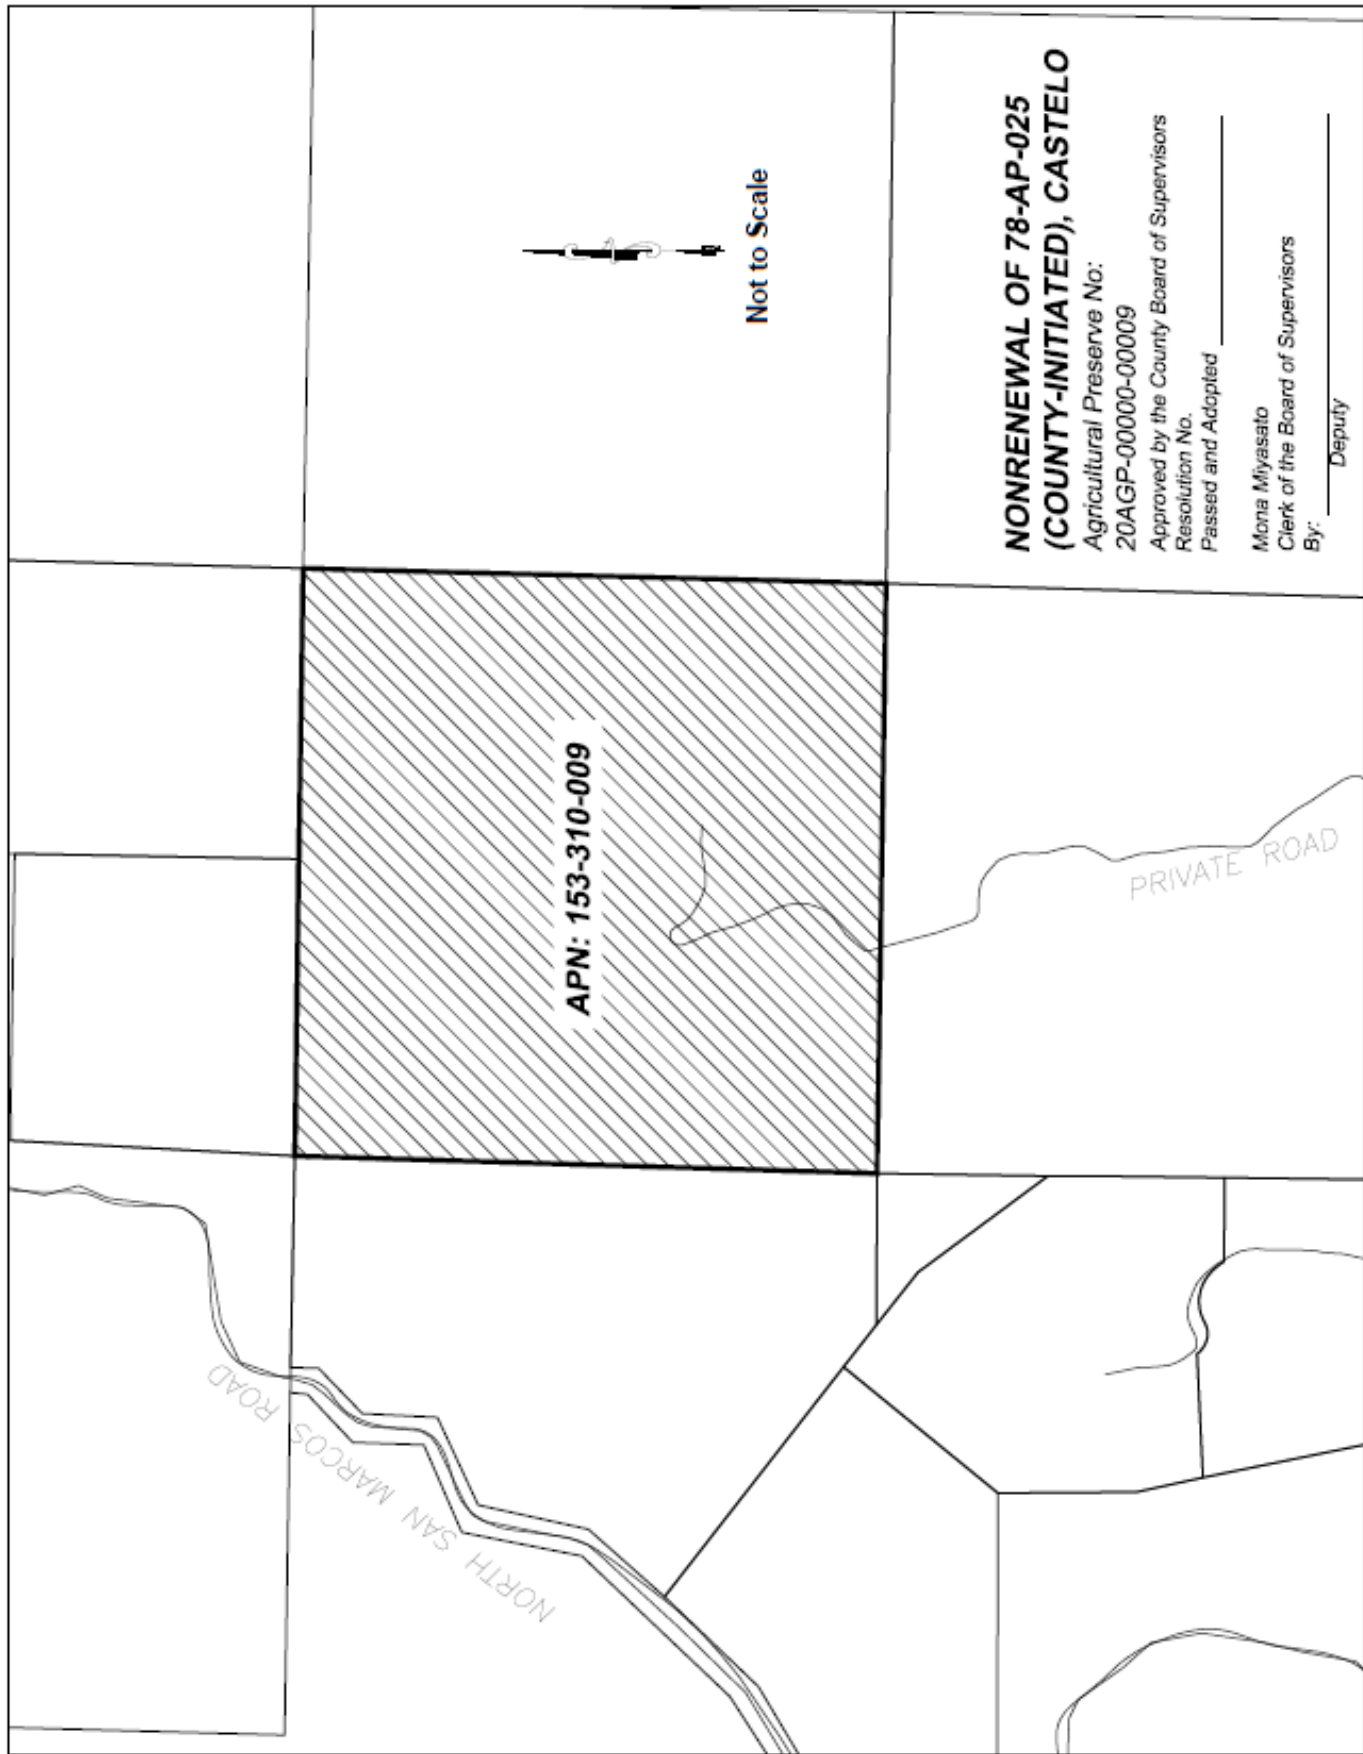 NORTH SAN MARCOS ROAD
APN: 153-310-009
PRIVATE ROAD
Not to Scale
NONRENEWAL OF 78-AP-025
(COUNTY-INITIATED), CASTELO
Agricultural Preserve No:
20AGP-00000-00009
Approved by the County Board of Supervisors
Resolution No.
Passed and Adopted
Mona Miyasato
Clerk of the Board of Supervisors
By:
Deputy